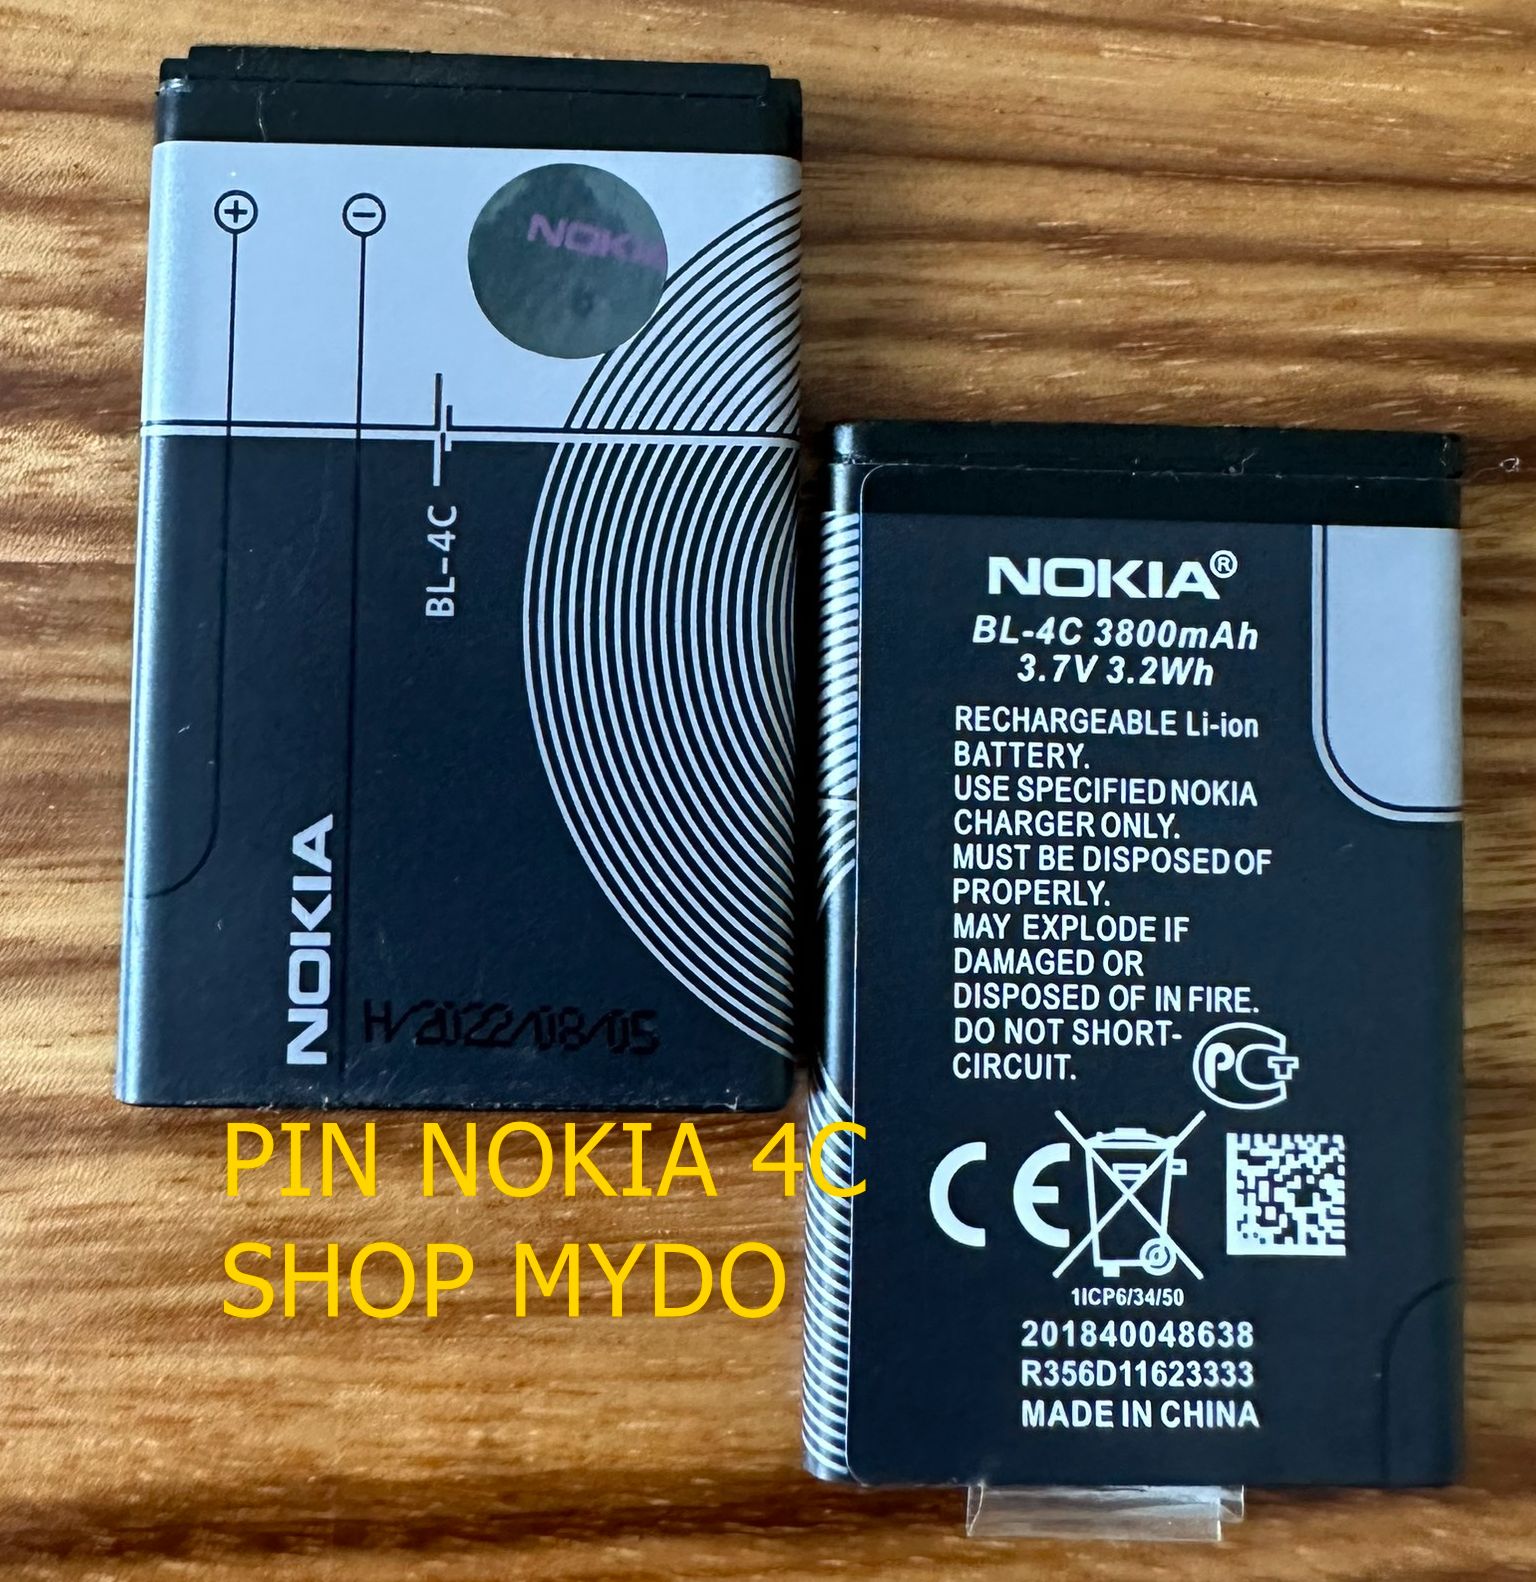 NOKIA
BL-4C
NOKIA
H/2022/08/05
NOKIA®
BL-4C 3800mAh
3.7V 3.2Wh
RECHARGEABLE Li-ion
BATTERY.
USE SPECIFIED NOKIA
CHARGER ONLY.
MUST BE DISPOSED OF
PROPERLY.
MAY EXPLODE IF
DAMAGED OR
DISPOSED OF IN FIRE.
DO NOT SHORT-
CIRCUIT.
PCT
CE
1ICP6/34/50
201840048638
R356D11623333
MADE IN CHINA
PIN NOKIA 4C
SHOP MYDO